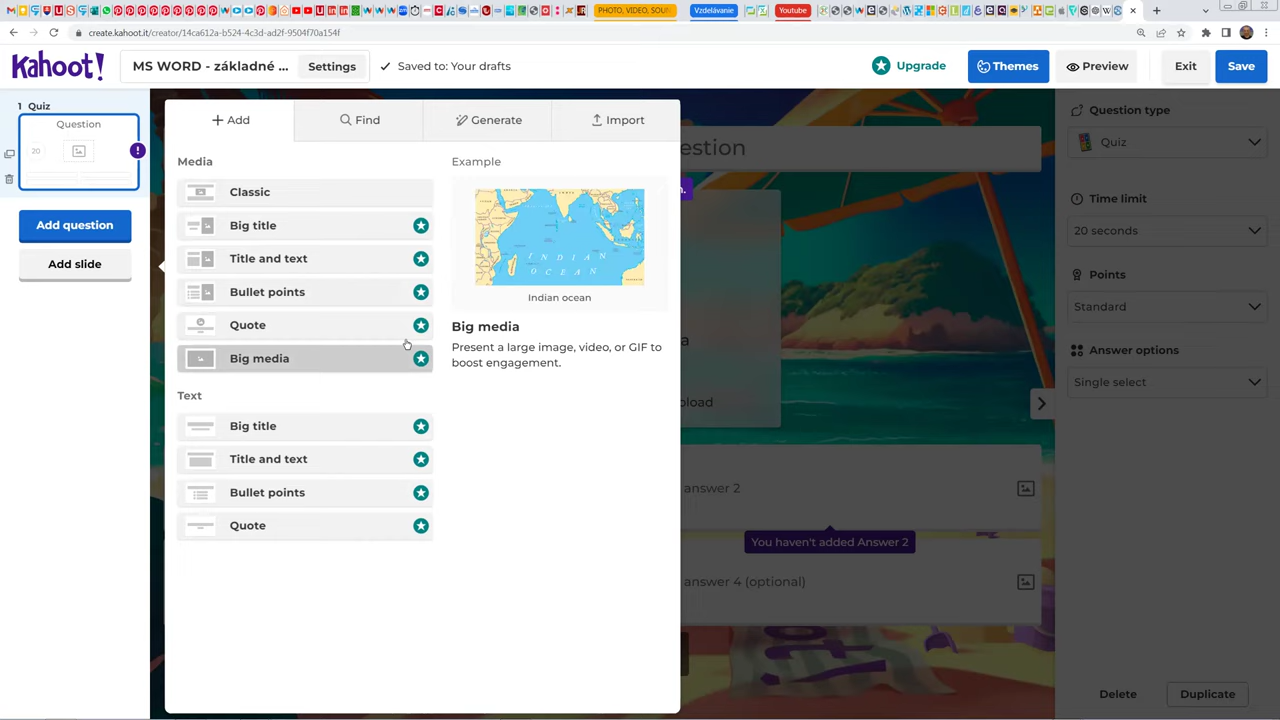 PHOTO, VIDEO, SOU
Vzdelávanie
Youtube
create.kahoot.it/creator/14ca612a-b524-4c3d-ad2f-9504f70a154f
Kahoot!
MS WORD - základné ...
Settings
Saved to: Your drafts
Upgrade
Themes
Preview
Exit
Save
1 Quiz
Question
20
Add question
Add slide
Add
Find
Generate
Import
Media
Classic
Big title
Title and text
Bullet points
Quote
Big media
Text
Big title
Title and text
Bullet points
Quote
Example
INDIAN
OCEAN
Indian ocean
Big media
Present a large image, video, or GIF to
boost engagement.
estion
n.
a
pload
answer 2
You haven't added Answer 2
answer 4 (optional)
Question type
Quiz
Time limit
20 seconds
Points
Standard
Answer options
Single select
Delete
Duplicate